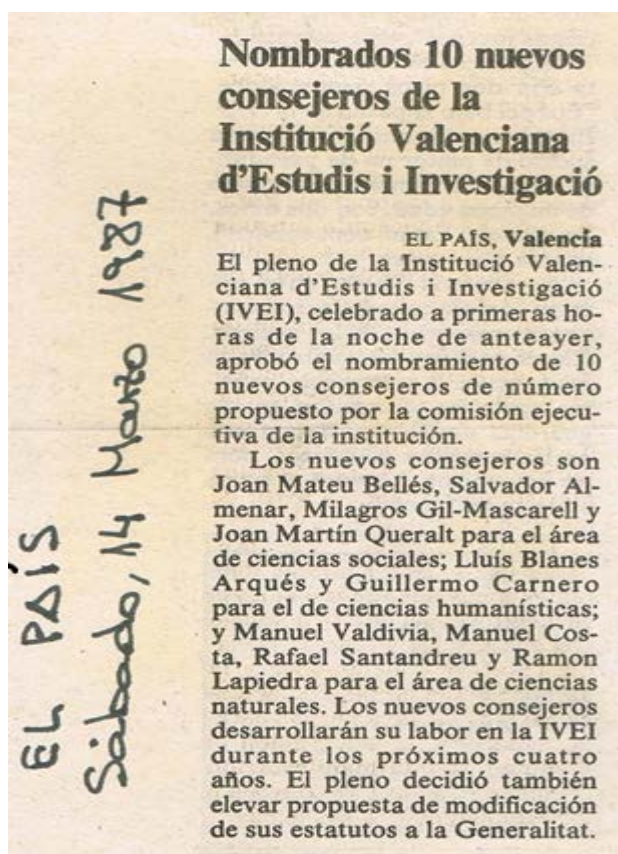 Nombrados 10 nuevos
consejeros de la
Institució Valenciana
d'Estudis i Investigació
EL PAÍS, Valencia
El pleno de la Institució Valen-
ciana d'Estudis i Investigació
(IVEI), celebrado a primeras ho-
ras de la noche de anteayer,
aprobó el nombramiento de 10
nuevos consejeros de número
propuesto por la comisión ejecu-
tiva de la institución.
Los nuevos consejeros son
Joan Mateu Bellés, Salvador Al-
menar, Milagros Gil-Mascarell y
Joan Martín Queralt para el área
de ciencias sociales; Lluís Blanes
Arqués y Guillermo Carnero
para el de ciencias humanísticas;
y Manuel Valdivia, Manuel Cos-
ta, Rafael Santandreu y Ramon
Lapiedra para el área de ciencias
naturales. Los nuevos consejeros
desarrollarán su labor en la IVEI
durante los próximos cuatro
años. El pleno decidió también
elevar propuesta de modificación
de sus estatutos a la Generalitat.
EL PAÍS
Sábado, 14 Marzo 1987